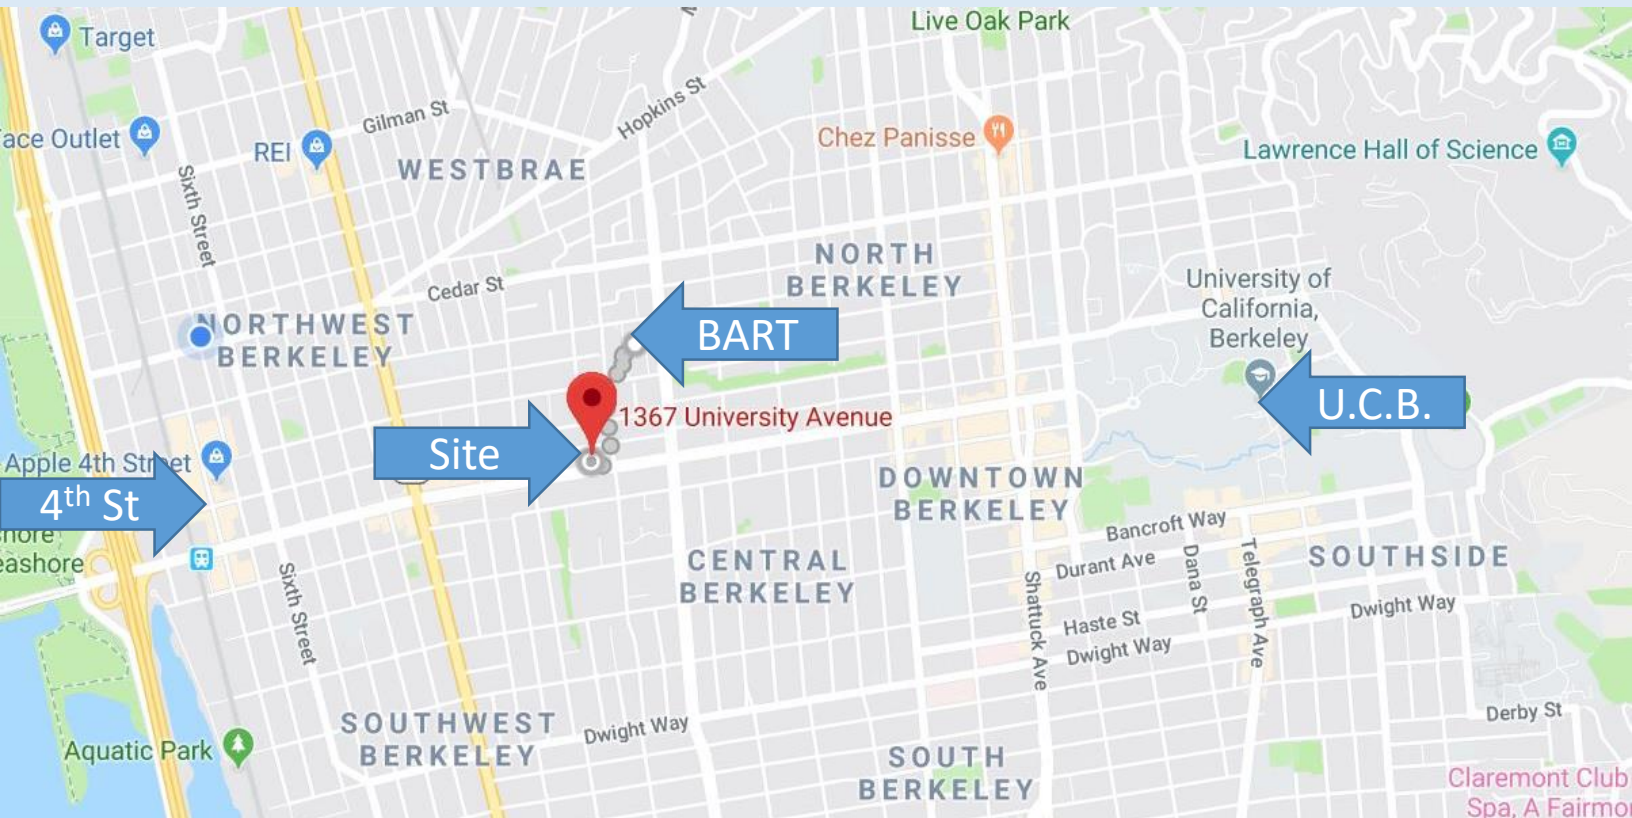 Live Oak Park
Target
Gilman St
Hopkins St
ace Outlet
REI
Chez Panisse
Lawrence Hall of Science
WESTBRAE
Sixth Street
NORTH
BERKELEY
University of
California,
Berkeley
Cedar St
NORTHWEST
BERKELEY
BART
U.C.B.
1367 University Avenue
Site
Apple 4th Street
4th St
hore
eashore
DOWNTOWN
BERKELEY
Bancroft Way
Durant Ave
Dana St
Telegraph Ave
SOUTHSIDE
CENTRAL
BERKELEY
Sixth Street
Shattuck Ave
Haste St
Dwight Way
Dwight Way
SOUTHWEST
BERKELEY
Dwight Way
Derby St
Aquatic Park
SOUTH
BERKELEY
Claremont Club
Spa, A Fairmo